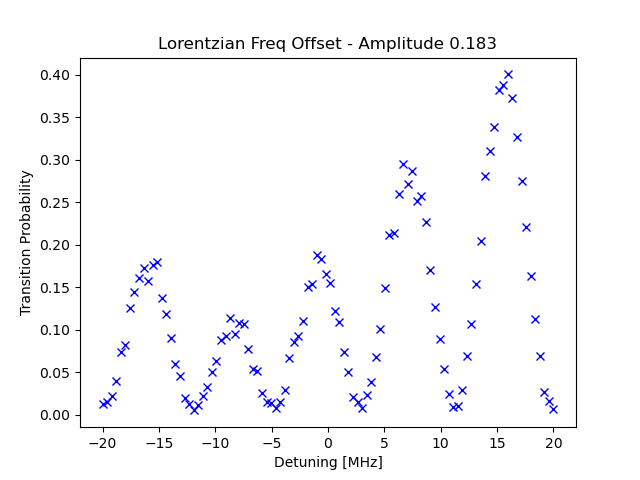 Lorentzian Freq Offset - Amplitude 0.183
Transition Probability
0.40
0.35
0.30
0.25
0.20
0.15
0.10
0.05
0.00
−20 −15 −10 −5 0 5 10 15 20
Detuning [MHz]